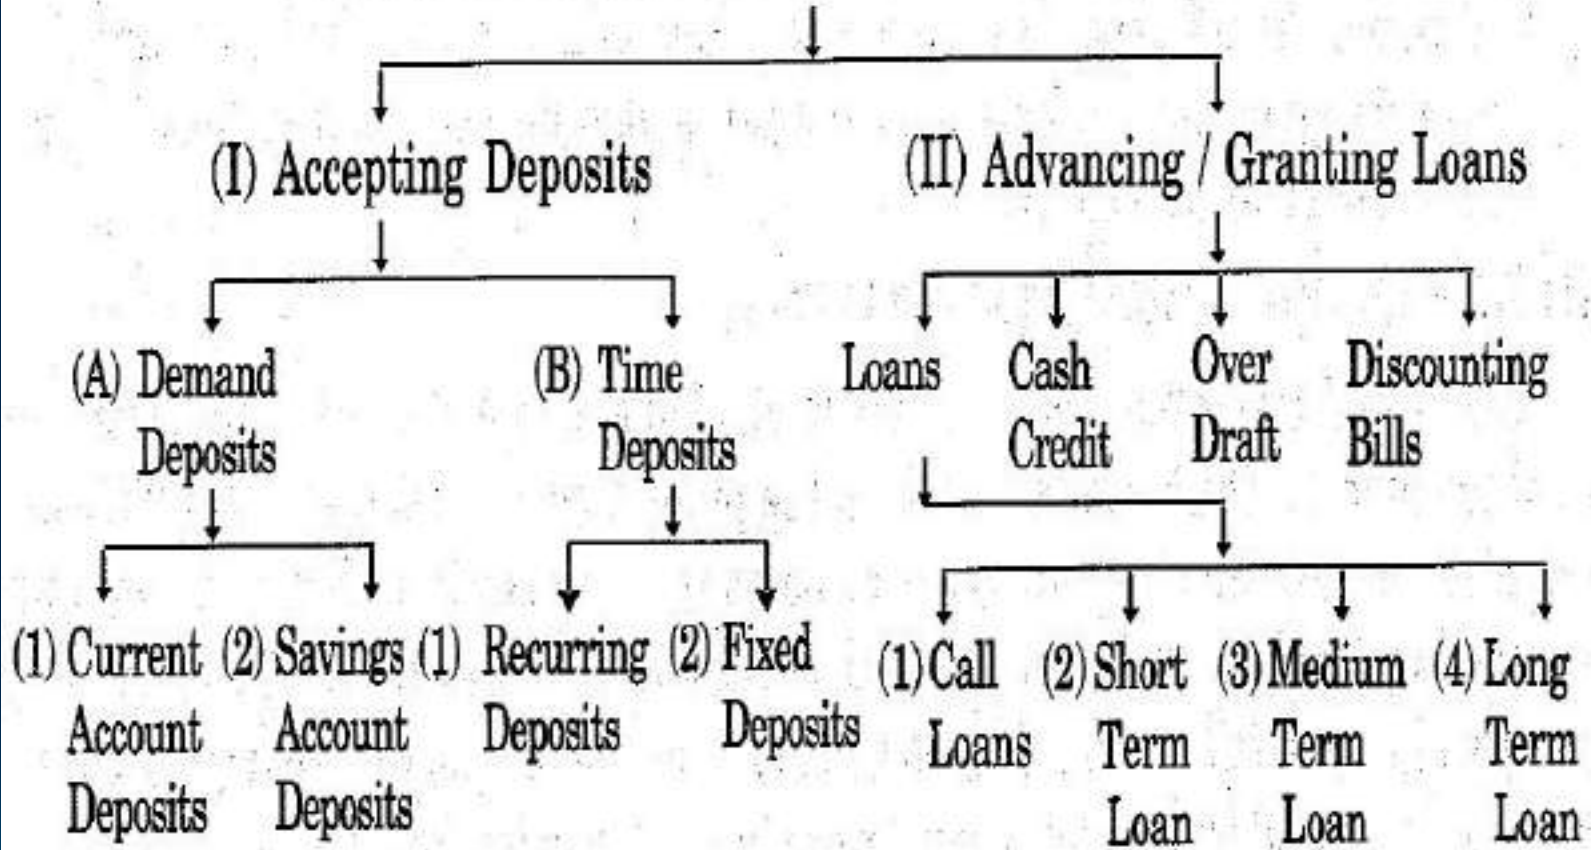 (I) Accepting Deposits
(II) Advancing / Granting Loans
(A) Demand
Deposits
(B) Time
Deposits
Loans
Cash
Credit
Over
Draft
Discounting
Bills
(1) Current
Account
Deposits
(2) Savings
Account
Deposits
(1) Recurring
Deposits
(2) Fixed
Deposits
(1) Call
Loans
(2) Short
Term
Loan
(3) Medium
Term
Loan
(4) Long
Term
Loan